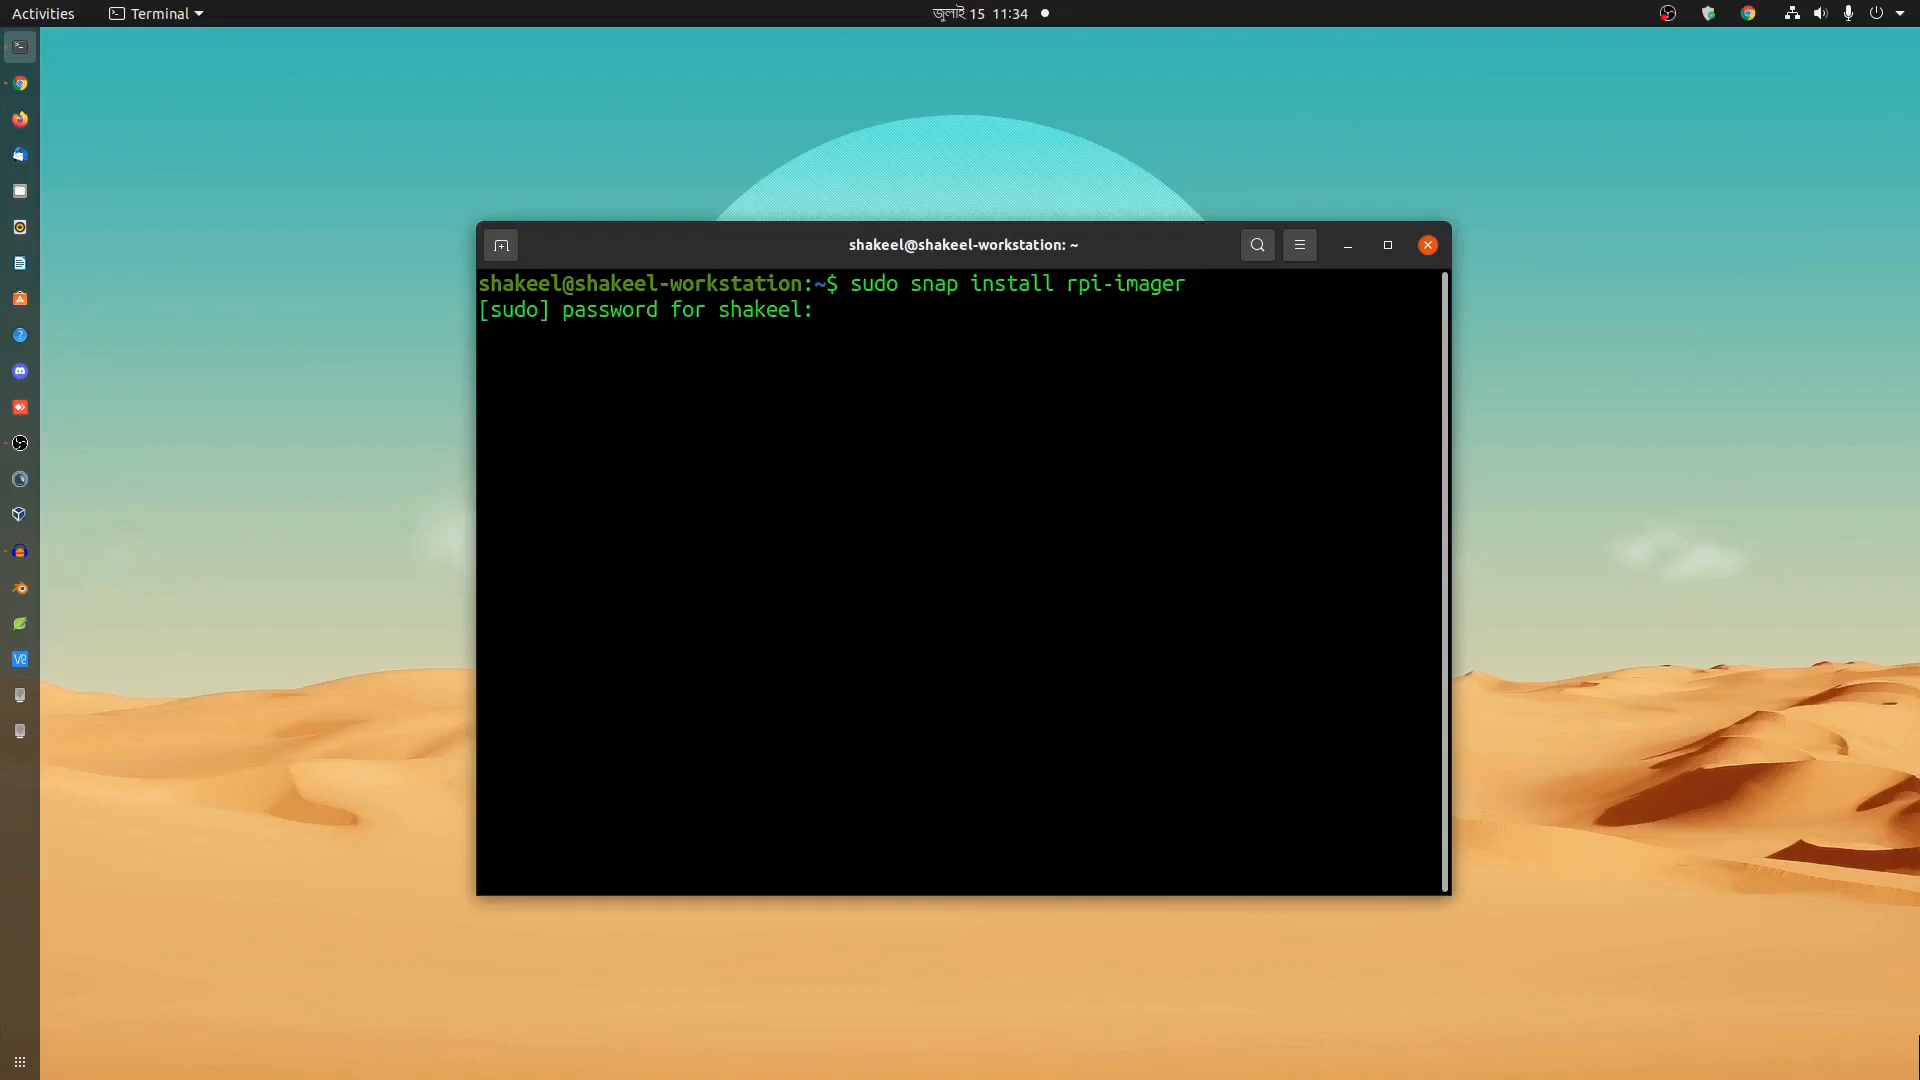 Activities
Terminal
জুলাই 15 11:34
shakeel@shakeel-workstation: ~
shakeel@shakeel-workstation:~$ sudo snap install rpi-imager
[sudo] password for shakeel:
V2